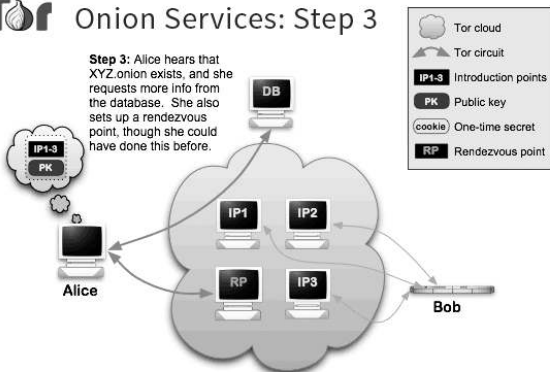 Tor Onion Services: Step 3
Step 3: Alice hears that
XYZ.onion exists, and she
requests more info from
the database. She also
sets up a rendezvous
point, though she could
have done this before.
Tor cloud
Tor circuit
IP1-3 Introduction points
PK Public key
cookie One-time secret
RP Rendezvous point
DB
IP1-3
PK
IP1
IP2
Alice
RP
IP3
Bob